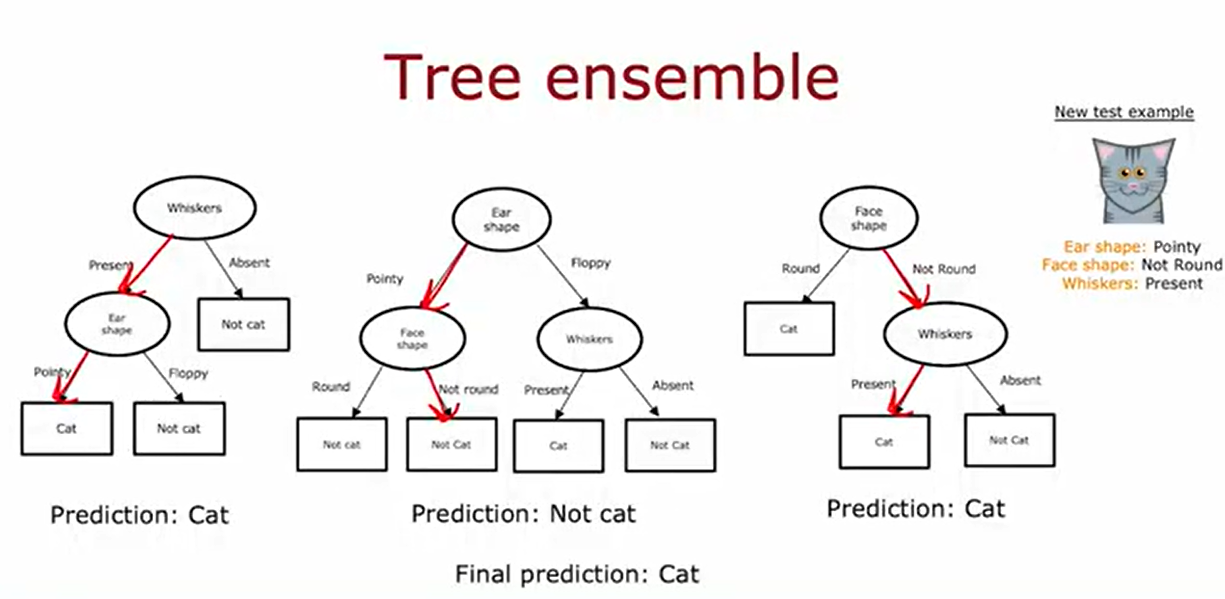 Tree ensemble
New test example
Ear shape: Pointy
Face shape: Not Round
Whiskers: Present
Whiskers
Present
Absent
Ear
shape
Not cat
Pointy
Floppy
Cat
Not cat
Prediction: Cat
Ear
shape
Pointy
Floppy
Face
shape
Whiskers
Round
Not round
Present
Absent
Not cat
Not Cat
Cat
Not Cat
Prediction: Not cat
Face
shape
Round
Not Round
Cat
Whiskers
Present
Absent
Cat
Not Cat
Prediction: Cat
Final prediction: Cat